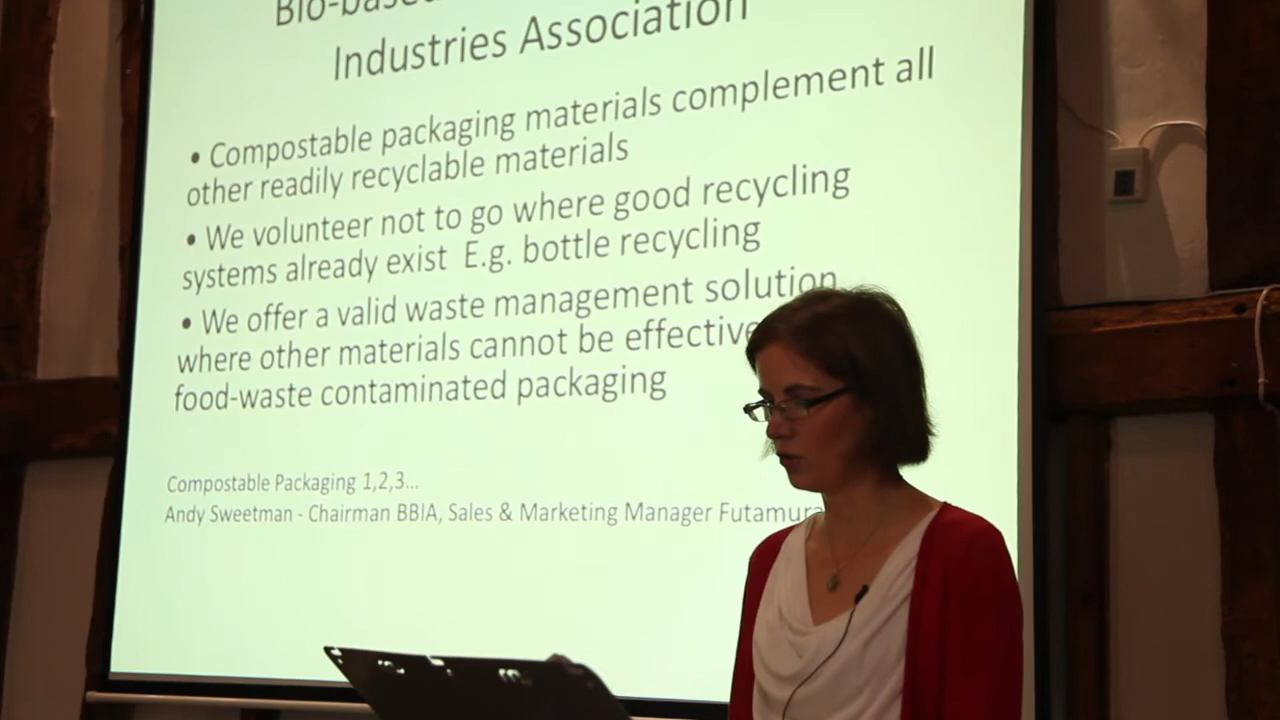 Bio-based
Industries Association
• Compostable packaging materials complement all
other readily recyclable materials
• We volunteer not to go where good recycling
systems already exist E.g. bottle recycling
• We offer a valid waste management solution
where other materials cannot be effective
food-waste contaminated packaging
Compostable Packaging 1,2,3...
Andy Sweetman - Chairman BBIA, Sales & Marketing Manager Futamura